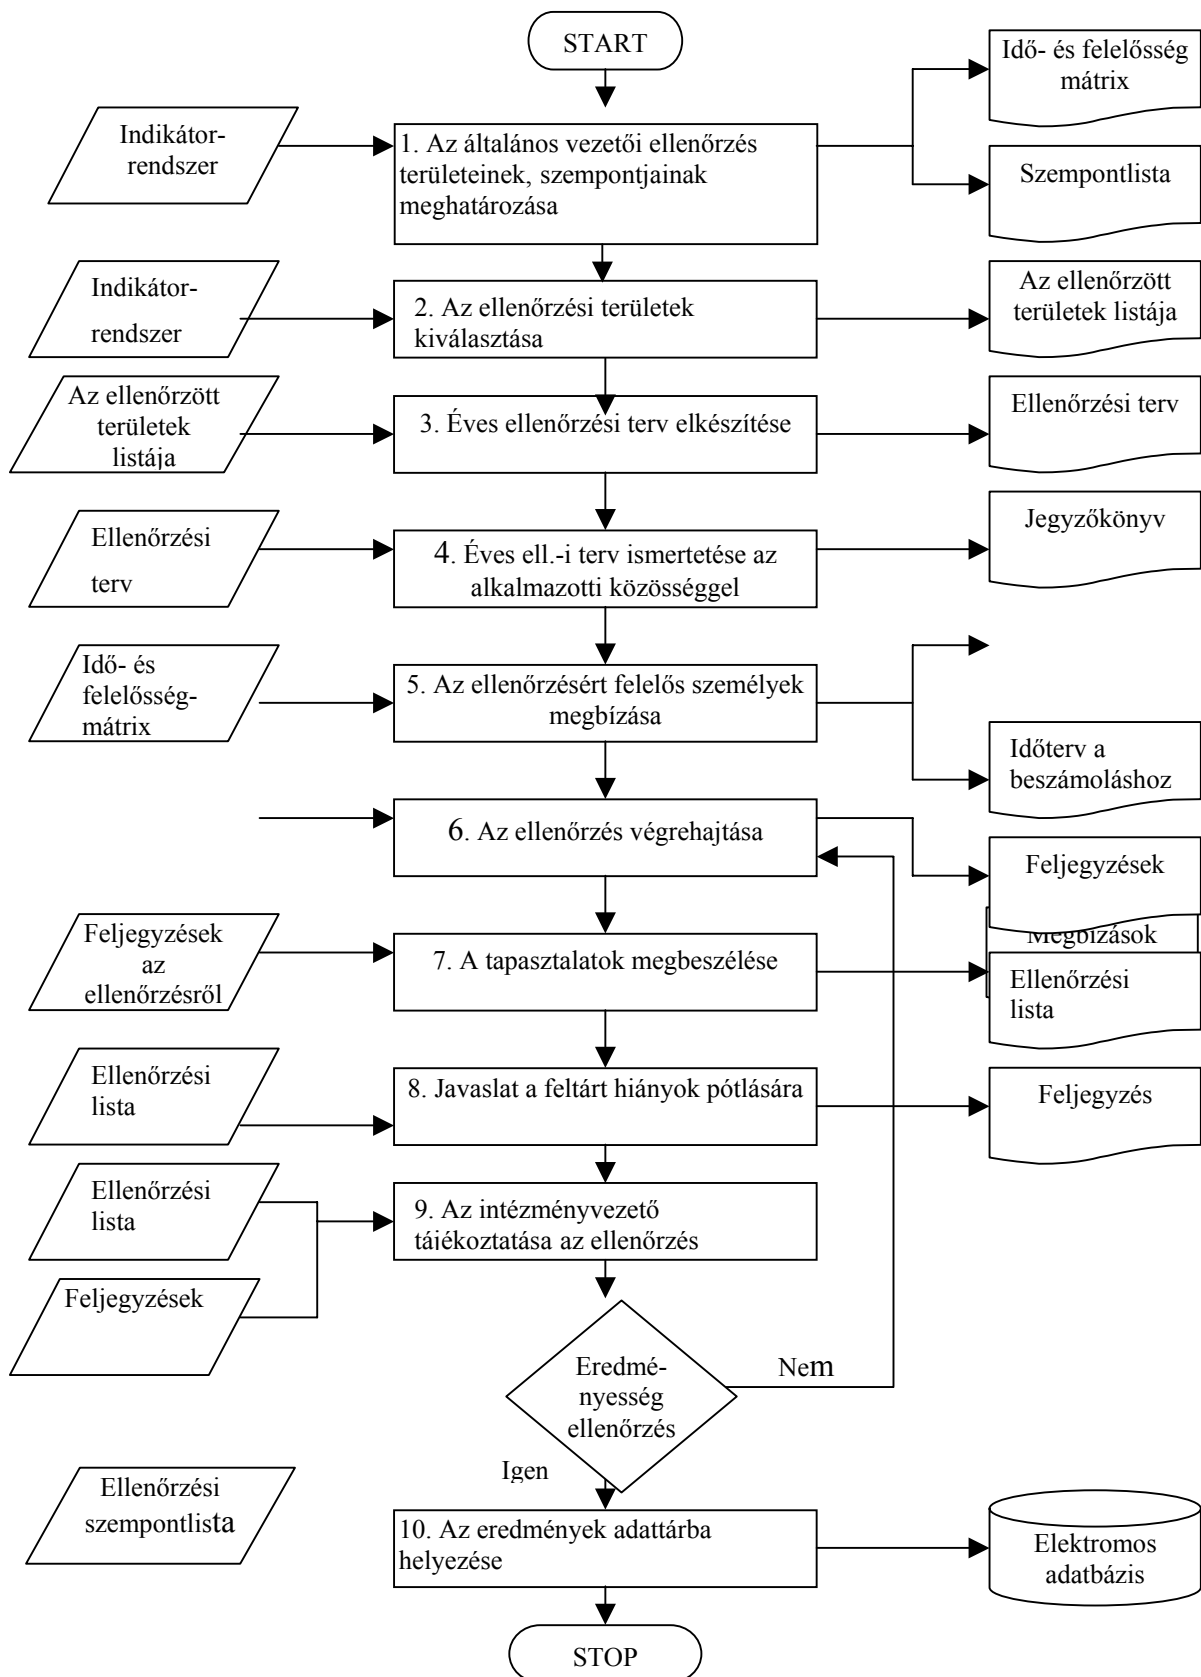 START
Idő- és felelősség
mátrix
Indikátor-
rendszer
1. Az általános vezetői ellenőrzés
területeinek, szempontjainak
meghatározása
Szempontlista
Indikátor-
rendszer
2. Az ellenőrzési területek
kiválasztása
Az ellenőrzött
területek listája
Az ellenőrzött
területek
listája
3. Éves ellenőrzési terv elkészítése
Ellenőrzési terv
Ellenőrzési
terv
4. Éves ell.-i terv ismertetése az
alkalmazotti közösséggel
Jegyzőkönyv
Idő- és
felelősség-
mátrix
5. Az ellenőrzésért felelős személyek
megbízása
Időterv a
beszámoláshoz
6. Az ellenőrzés végrehajtása
Feljegyzések
Megbízások
Feljegyzések
az
ellenőrzésről
7. A tapasztalatok megbeszélése
Ellenőrzési
lista
Ellenőrzési
lista
8. Javaslat a feltárt hiányok pótlására
Feljegyzés
Ellenőrzési
lista
9. Az intézményvezető
tájékoztatása az ellenőrzés
Feljegyzések
Eredmé-
nyesség
ellenőrzés
Nem
Igen
Ellenőrzési
szempontlista
10. Az eredmények adattárba
helyezése
Elektromos
adatbázis
STOP